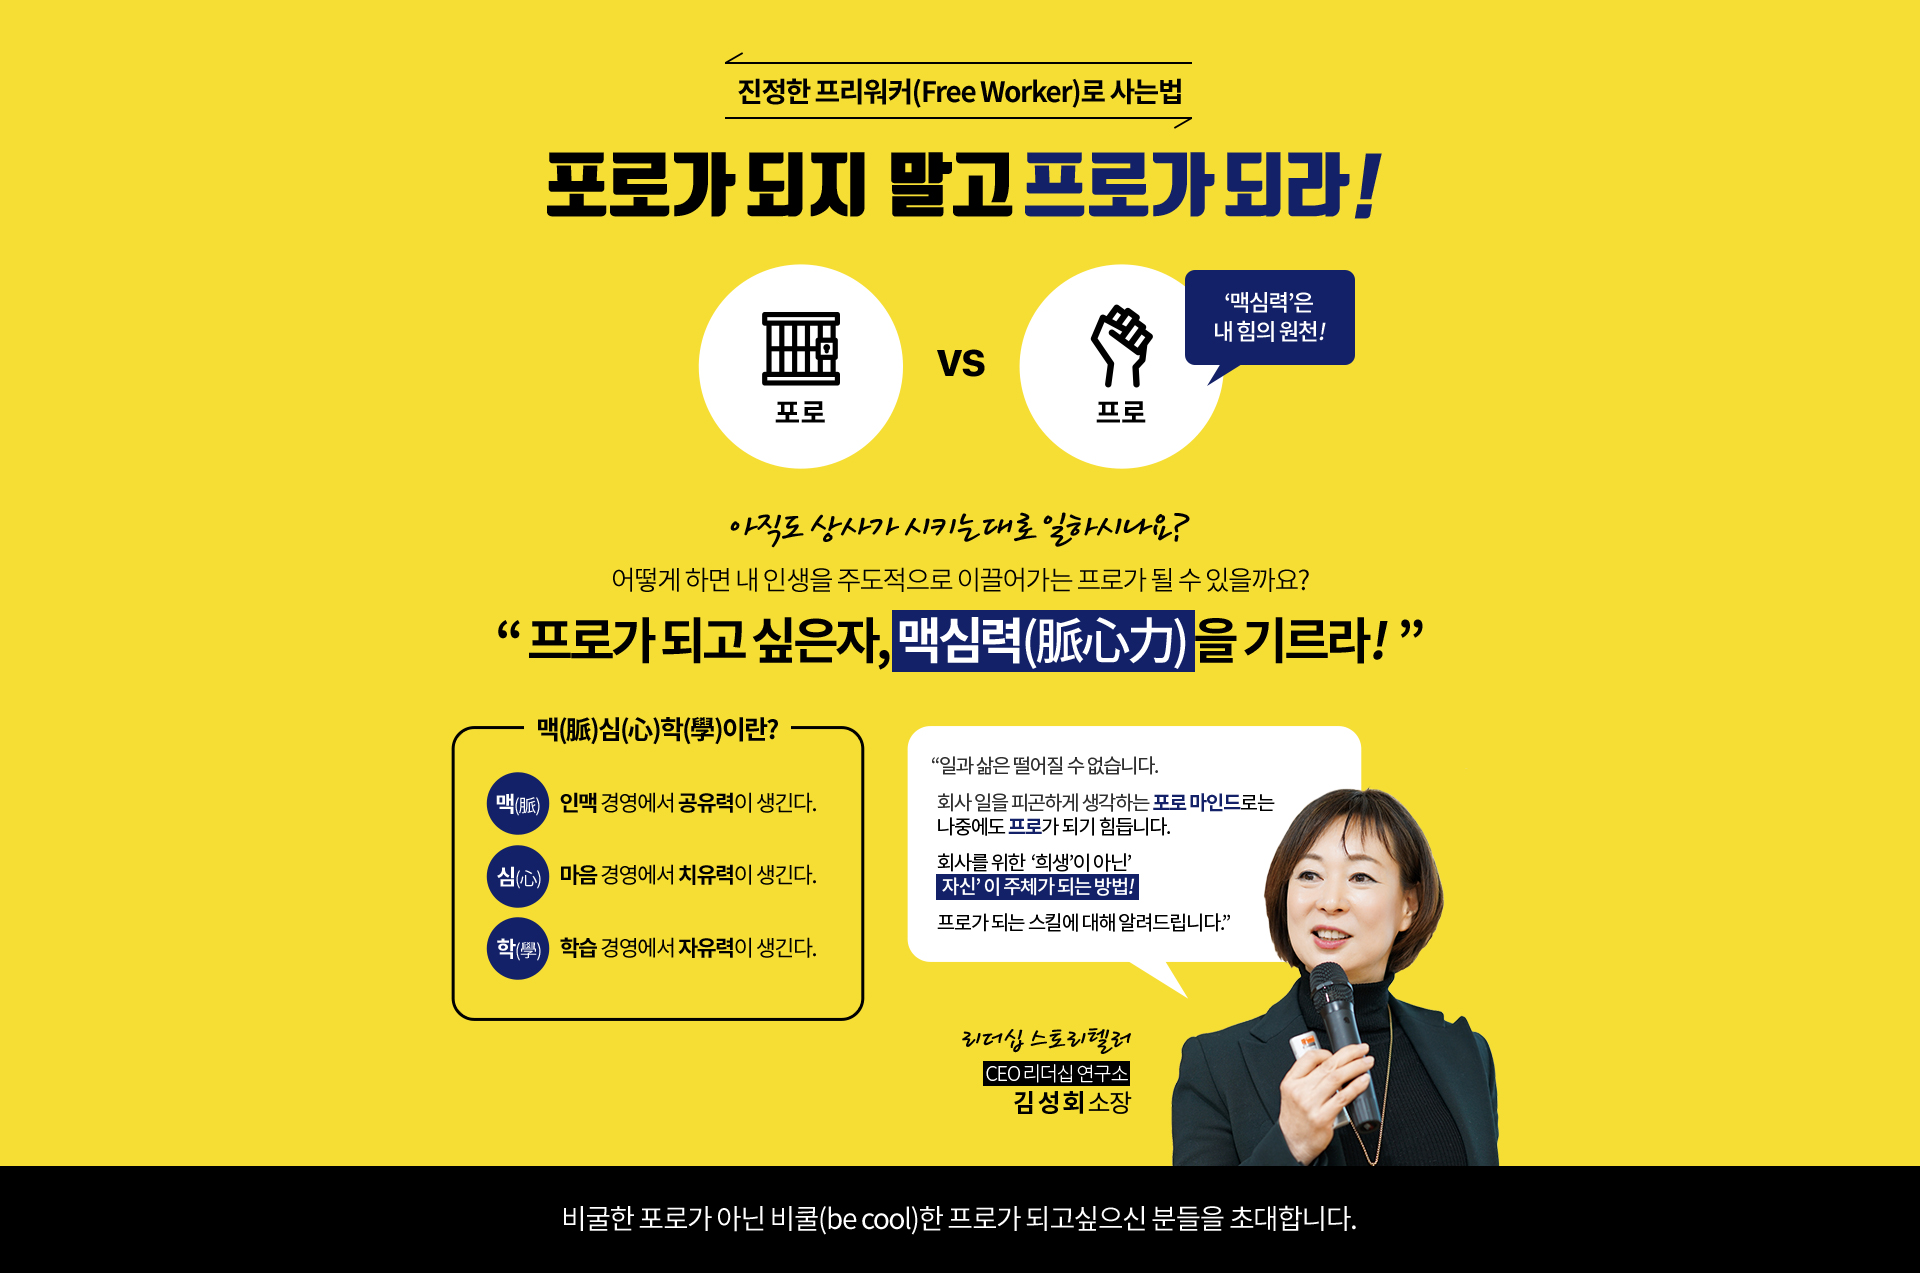 진정한 프리워커(Free Worker)로 사는법
포로가 되지 말고 프로가 되라!
포로
vs
프로
‘맥심력’은
내 힘의 원천!
아직도 상사가 시키는대로 일하시나요?
어떻게 하면 내 인생을 주도적으로 이끌어가는 프로가 될 수 있을까요?
“ 프로가 되고 싶은자, 맥심력(脈心力)을 기르라! ”
맥(脈)심(心)학(學)이란?
맥(脈) 인맥 경영에서 공유력이 생긴다.
심(心) 마음 경영에서 치유력이 생긴다.
학(學) 학습 경영에서 자유력이 생긴다.
“일과 삶은 떨어질 수 없습니다.
회사 일을 피곤하게 생각하는 포로 마인드로는
나중에도 프로가 되기 힘듭니다.
회사를 위한 ‘희생’이 아닌’
자신’ 이 주체가 되는 방법!
프로가 되는 스킬에 대해 알려드립니다.”
리더십 스토리텔러
CEO 리더십 연구소
김성회 소장
비굴한 포로가 아닌 비쿨(be cool)한 프로가 되고싶으신 분들을 초대합니다.